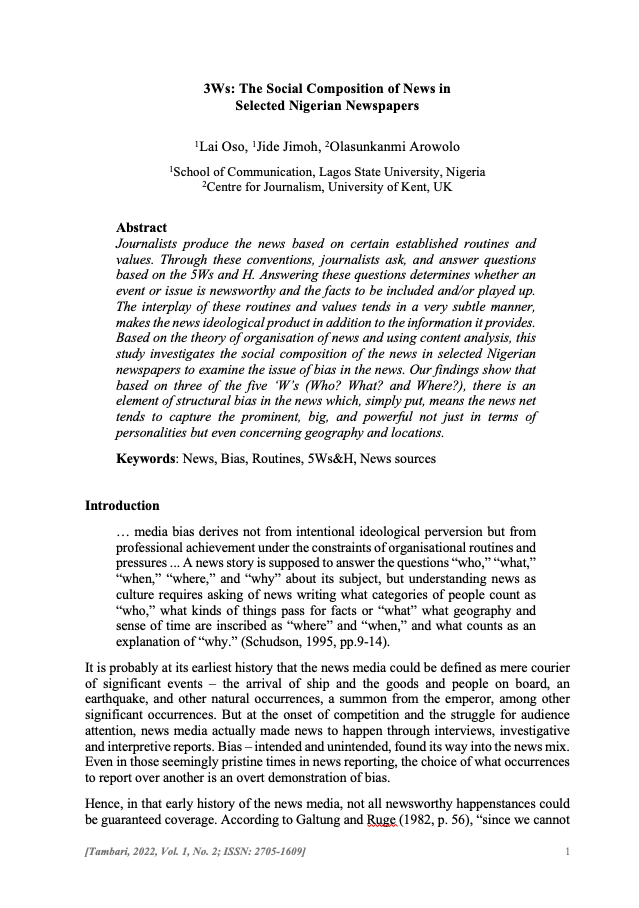 3Ws: The Social Composition of News in
Selected Nigerian Newspapers
¹Lai Oso, ¹Jide Jimoh, ²Olasunkanmi Arowolo
¹School of Communication, Lagos State University, Nigeria
²Centre for Journalism, University of Kent, UK
Abstract
Journalists produce the news based on certain established routines and
values. Through these conventions, journalists ask, and answer questions
based on the 5Ws and H. Answering these questions determines whether an
event or issue is newsworthy and the facts to be included and/or played up.
The interplay of these routines and values tends in a very subtle manner,
makes the news ideological product in addition to the information it provides.
Based on the theory of organisation of news and using content analysis, this
study investigates the social composition of the news in selected Nigerian
newspapers to examine the issue of bias in the news. Our findings show that
based on three of the five ‘W’s (Who? What? and Where?), there is an
element of structural bias in the news which, simply put, means the news net
tends to capture the prominent, big, and powerful not just in terms of
personalities but even concerning geography and locations.
Keywords: News, Bias, Routines, 5Ws&H, News sources
Introduction
… media bias derives not from intentional ideological perversion but from
professional achievement under the constraints of organisational routines and
pressures ... A news story is supposed to answer the questions “who,” “what,”
“when,” “where,” and “why” about its subject, but understanding news as
culture requires asking of news writing what categories of people count as
“who,” what kinds of things pass for facts or “what” what geography and
sense of time are inscribed as “where” and “when,” and what counts as an
explanation of “why.” (Schudson, 1995, pp.9-14).
It is probably at its earliest history that the news media could be defined as mere courier
of significant events – the arrival of ship and the goods and people on board, an
earthquake, and other natural occurrences, a summon from the emperor, among other
significant occurrences. But at the onset of competition and the struggle for audience
attention, news media actually made news to happen through interviews, investigative
and interpretive reports. Bias – intended and unintended, found its way into the news mix.
Even in those seemingly pristine times in news reporting, the choice of what occurrences
to report over another is an overt demonstration of bias.
Hence, in that early history of the news media, not all newsworthy happenstances could
be guaranteed coverage. According to Galtung and Ruge (1982, p. 56), “since we cannot
[Tambari, 2022, Vol. 1, No. 2; ISSN: 2705-1609]
1